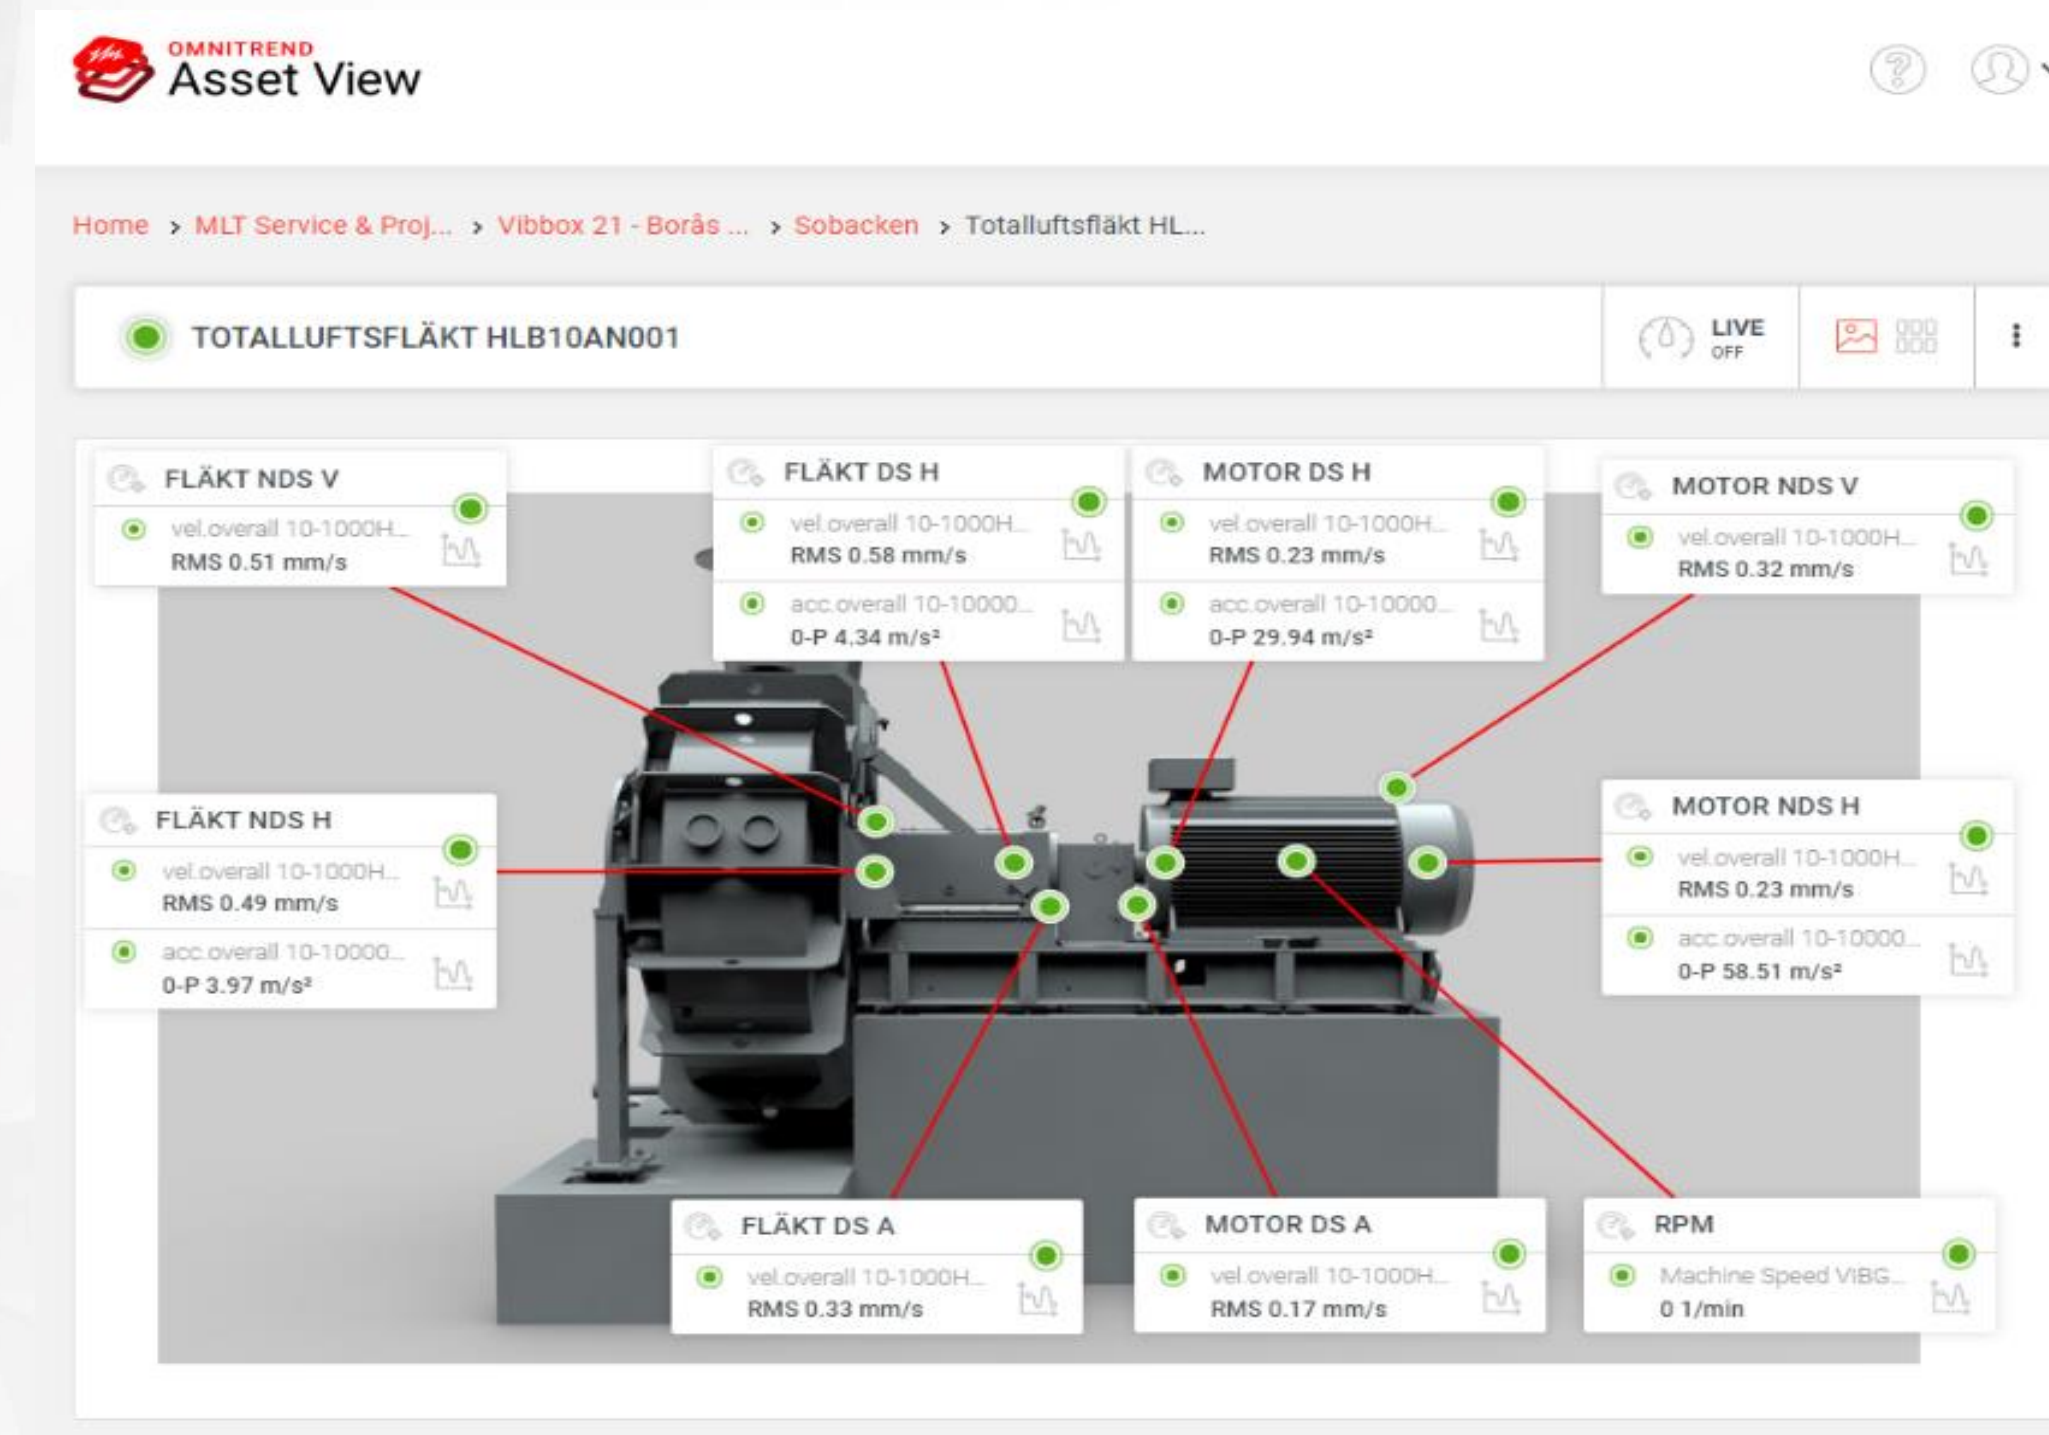 OMNITREND
Asset View
Home > MLT Service & Proj... > Vibbox 21 - Borås ... > Sobacken > Totalluftsfläkt HL...
TOTALLUFTSFLÄKT HLB10AN001
LIVE
OFF
FLÄKT NDS V
vel.overall 10-1000H...
RMS 0.51 mm/s
FLÄKT DS H
vel.overall 10-1000H...
RMS 0.58 mm/s
acc.overall 10-10000...
0-P 4.34 m/s²
MOTOR DS H
vel.overall 10-1000H...
RMS 0.23 mm/s
acc.overall 10-10000...
0-P 29.94 m/s²
MOTOR NDS V
vel.overall 10-1000H...
RMS 0.32 mm/s
FLÄKT NDS H
vel.overall 10-1000H...
RMS 0.49 mm/s
acc.overall 10-10000...
0-P 3.97 m/s²
MOTOR NDS H
vel.overall 10-1000H...
RMS 0.23 mm/s
acc.overall 10-10000...
0-P 58.51 m/s²
FLÄKT DS A
vel.overall 10-1000H...
RMS 0.33 mm/s
MOTOR DS A
vel.overall 10-1000H...
RMS 0.17 mm/s
RPM
Machine Speed VIBG...
0 1/min